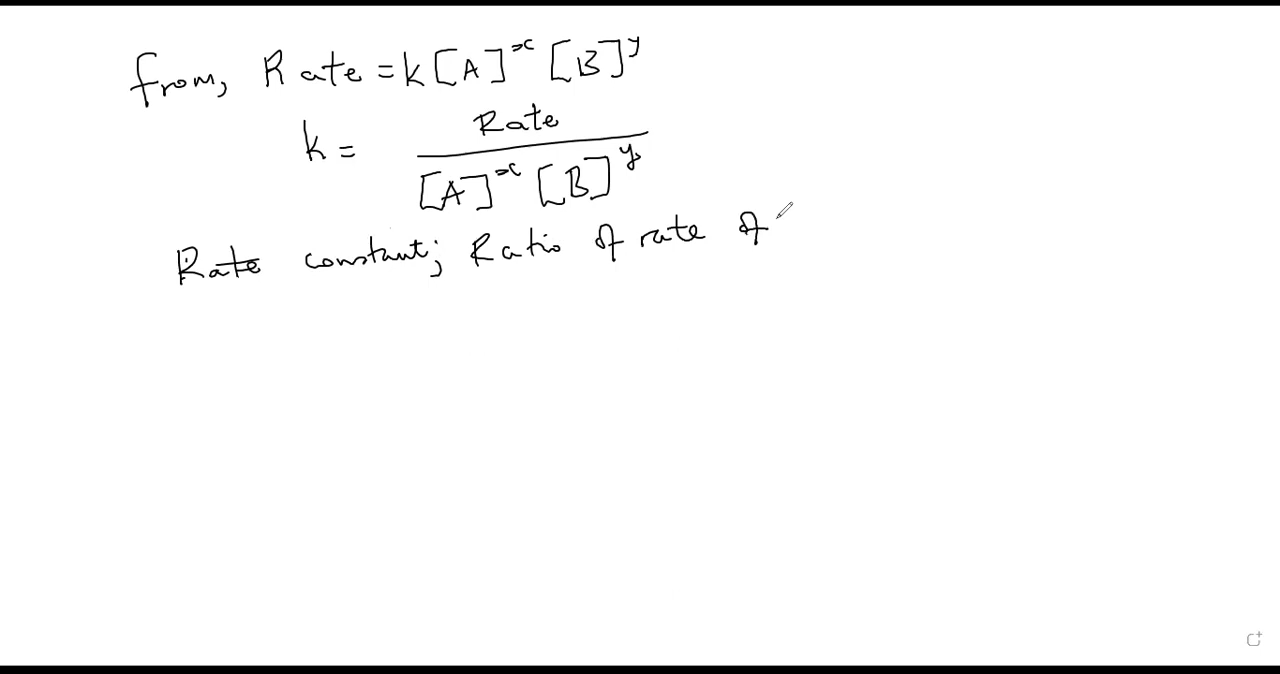 from, Rate = k[A]^x [B]^y
k = Rate / [A]^x [B]^y
Rate constant; Ratio of rate of